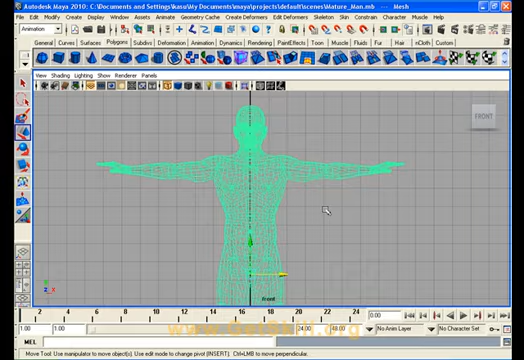 Autodesk Maya 2010: C:\Documents and Settings\kasu\My Documents\maya\projects\default\scenes\Mature_Man.mb --- Mesh
File Modify Create Display Window Assets Animate Geometry Cache Create Deformers Edit Deformers Skeleton Skin Constrain Character Help
Animation
General Curves Surfaces Polygons Subdivs Deformation Animation Dynamics Rendering PaintEffects Toon Muscle Fluids Fur Hair nCloth Custom
View Shading Lighting Show Renderer Panels
FRONT
front
2 4 6 8 10 12 14 16 18 20 22 24
0.00
1.00 1.00 24.00 48.00 No Anim Layer No Character Set
MEL
www.GetSkill.org
Move Tool: Use manipulator to move object(s). Use edit mode to change pivot (INSERT). Ctrl+LMB to move perpendicular.